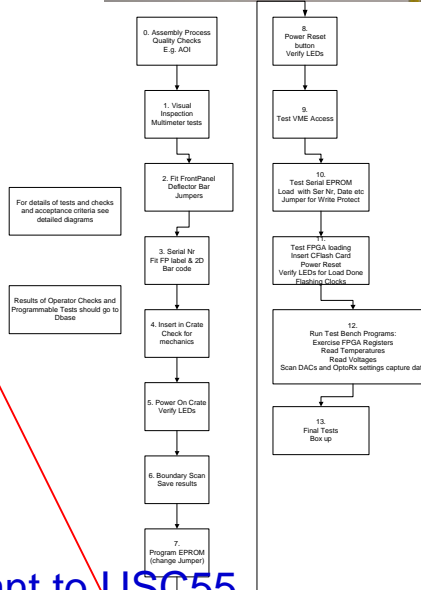 0. Assembly Process
Quality Checks
E.g. AOI
1. Visual
Inspection
Multimeter tests
2. Fit FrontPanel
Deflector Bar
Jumpers
For details of tests and checks
and acceptance criteria see
detailed diagrams
3. Serial Nr
Fit FP label & 2D
Bar code
Results of Operator Checks and
Programmable Tests should go to
Dbase
4. Insert in Crate
Check for
mechanics
5. Power On Crate
Verify LEDs
6. Boundary Scan
Save results
7.
Program EPROM
(change Jumper)
8.
Power Reset
button
Verify LEDs
9.
Test VME Access
10.
Test Serial EPROM
Load with Ser Nr, Date etc
Jumper for Write Protect
11.
Test FPGA loading
Insert CFlash Card
Power Reset
Verify LEDs for Load Done
Flashing Clocks
12.
Run Test Bench Programs:
Exercise FPGA Registers
Read Temperatures
Read Voltages
Scan DACs and OptoRx settings capture dat
13.
Final Tests
Box up
nt to USC55